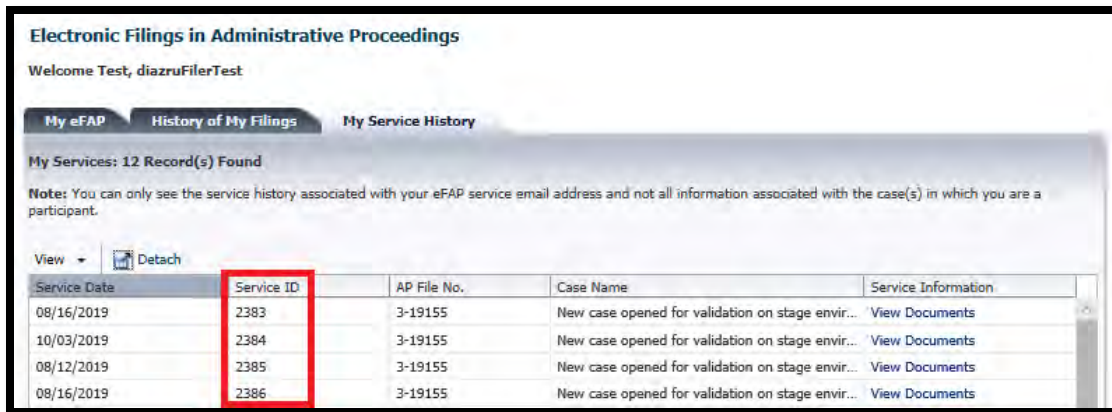 Electronic Filings in Administrative Proceedings
Welcome Test, diazruFilerTest
My eFAP History of My Filings My Service History
My Services: 12 Record(s) Found
Note: You can only see the service history associated with your eFAP service email address and not all information associated with the case(s) in which you are a
participant.
View Detach
Service Date Service ID AP File No. Case Name Service Information
08/16/2019 2383 3-19155 New case opened for validation on stage envir... View Documents
10/03/2019 2384 3-19155 New case opened for validation on stage envir... View Documents
08/12/2019 2385 3-19155 New case opened for validation on stage envir... View Documents
08/16/2019 2386 3-19155 New case opened for validation on stage envir... View Documents